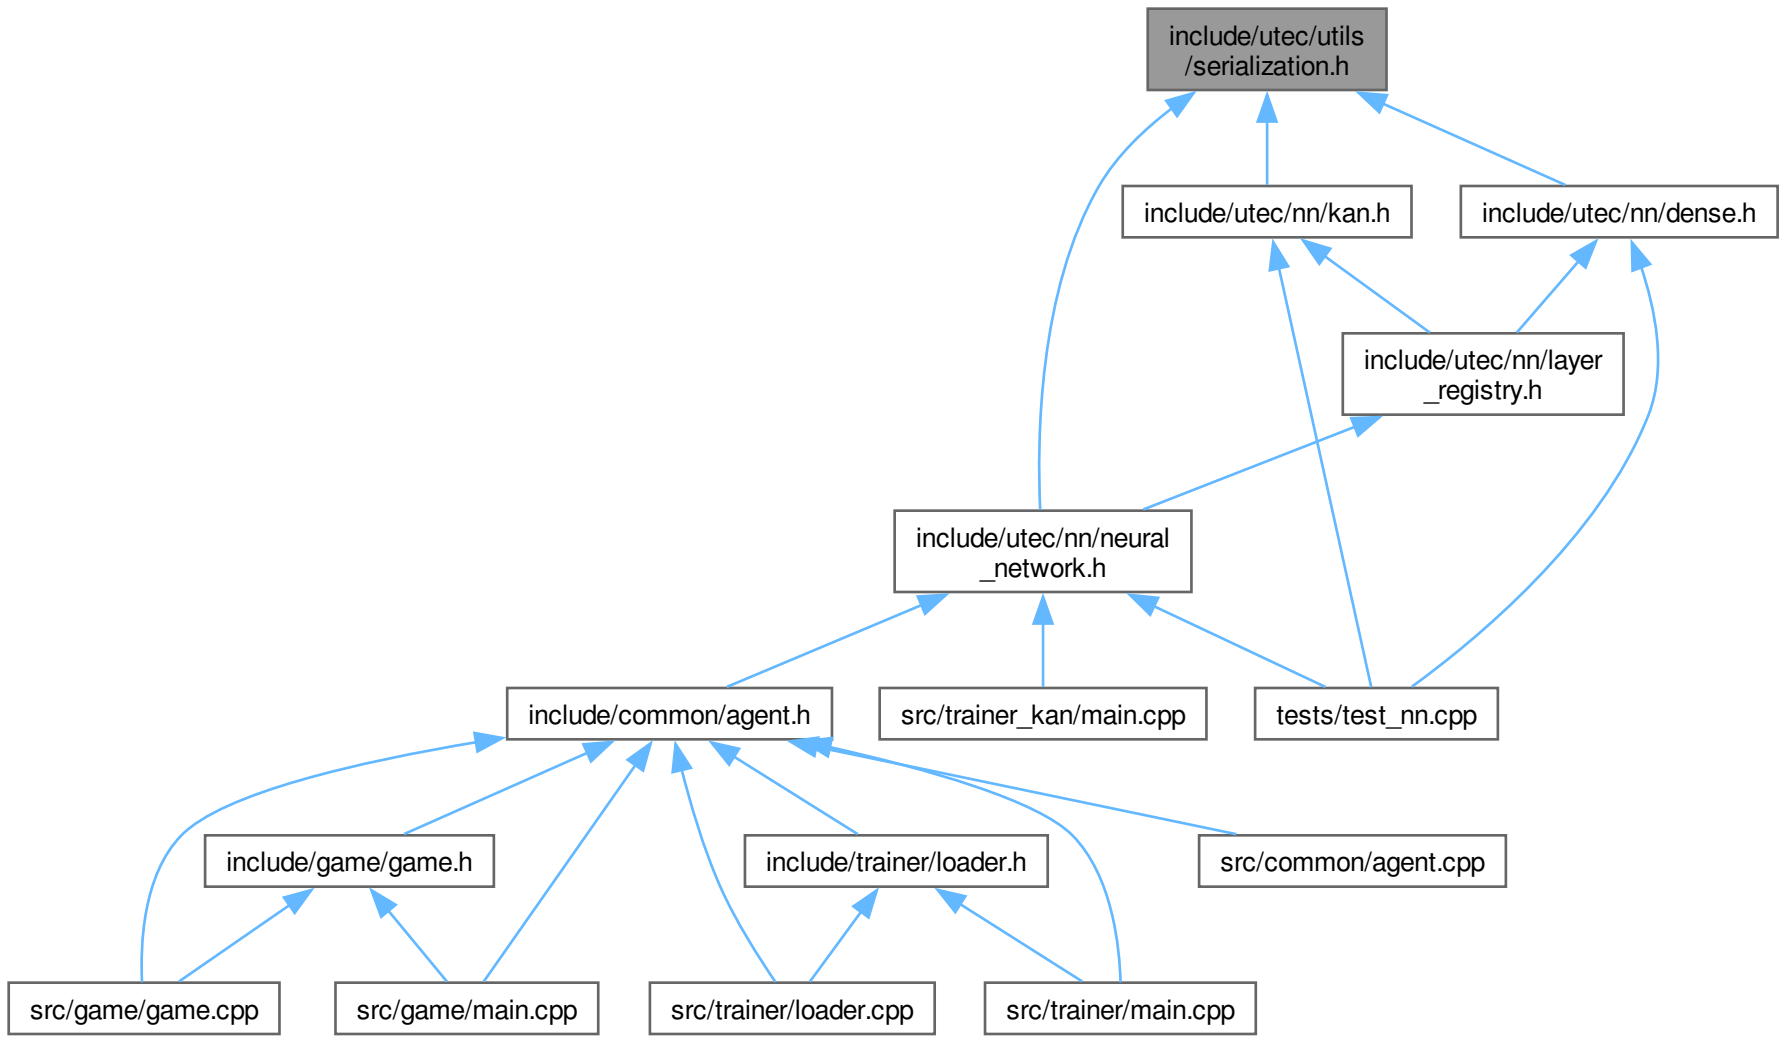 include/utec/utils
/serialization.h
include/utec/nn/kan.h
include/utec/nn/dense.h
include/utec/nn/layer
_registry.h
include/utec/nn/neural
_network.h
include/common/agent.h
src/trainer_kan/main.cpp
tests/test_nn.cpp
include/game/game.h
include/trainer/loader.h
src/common/agent.cpp
src/game/game.cpp
src/game/main.cpp
src/trainer/loader.cpp
src/trainer/main.cpp